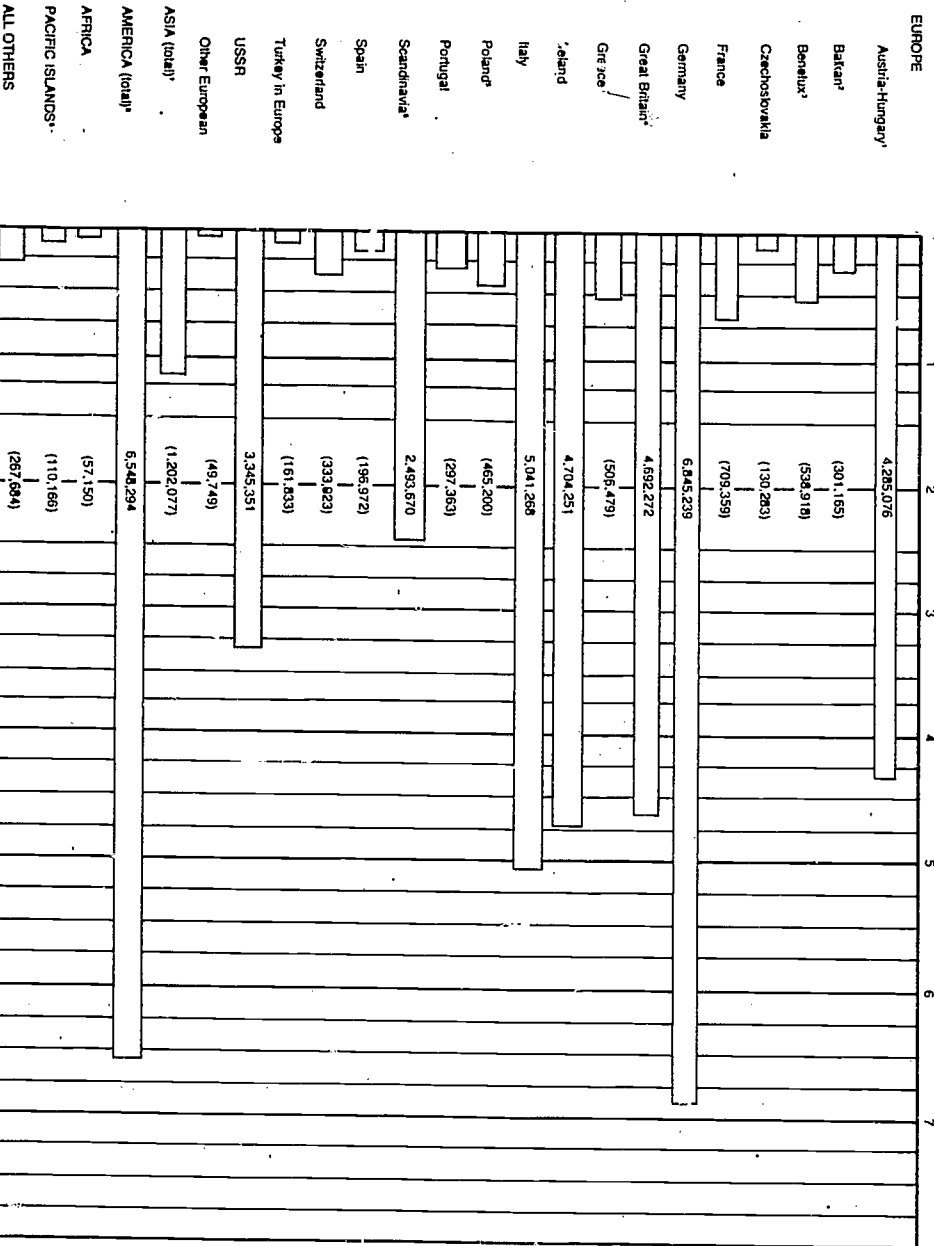 EUROPE
1 2 3 4 5 6 7
Austria-Hungary¹ 4,285,076
Balkan² (301,165)
Benelux³ (538,918)
Czechoslovakia (130,283)
France (709,359)
Germany 6,845,239
Great Britain⁴ 4,692,272
Greece (506,479)
Ireland 4,704,251
Italy 5,041,268
Poland⁵ (465,200)
Portugal (297,363)
Scandinavia⁶ 2,493,670
Spain (196,972)
Switzerland (333,923)
Turkey in Europe (161,833)
USSR 3,345,351
Other European (49,749)
ASIA (total)⁷ (1,202,077)
AMERICA (total)⁸ 6,548,294
AFRICA (57,150)
PACIFIC ISLANDS⁹ (110,166)
ALL OTHERS (267,684)